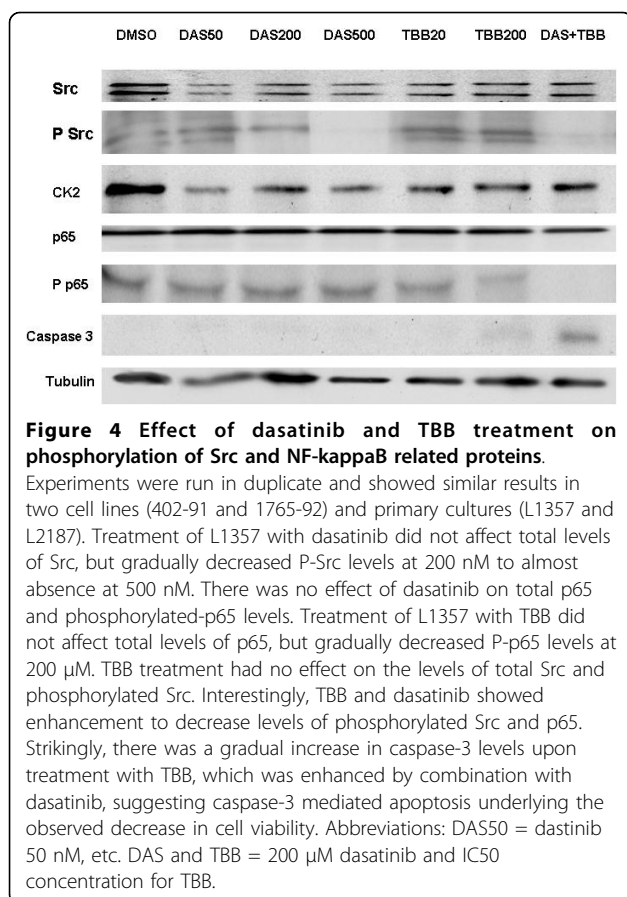 DMSO DAS50 DAS200 DAS500 TBB20 TBB200 DAS+TBB
Src
P Src
CK2
p65
P p65
Caspase 3
Tubulin
Figure 4 Effect of dasatinib and TBB treatment on
phosphorylation of Src and NF-kappaB related proteins.
Experiments were run in duplicate and showed similar results in
two cell lines (402-91 and 1765-92) and primary cultures (L1357 and
L2187). Treatment of L1357 with dasatinib did not affect total levels
of Src, but gradually decreased P-Src levels at 200 nM to almost
absence at 500 nM. There was no effect of dasatinib on total p65
and phosphorylated-p65 levels. Treatment of L1357 with TBB did
not affect total levels of p65, but gradually decreased P-p65 levels at
200 μM. TBB treatment had no effect on the levels of total Src and
phosphorylated Src. Interestingly, TBB and dasatinib showed
enhancement to decrease levels of phosphorylated Src and p65.
Strikingly, there was a gradual increase in caspase-3 levels upon
treatment with TBB, which was enhanced by combination with
dasatinib, suggesting caspase-3 mediated apoptosis underlying the
observed decrease in cell viability. Abbreviations: DAS50 = dastinib
50 nM, etc. DAS and TBB = 200 μM dasatinib and IC50
concentration for TBB.